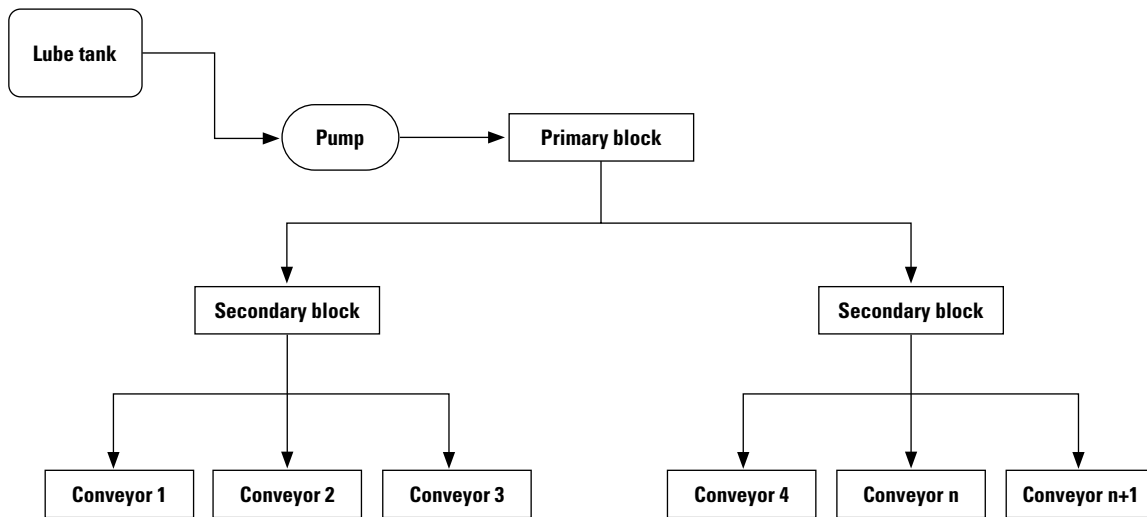 Lube tank
Pump
Primary block
Secondary block
Secondary block
Conveyor 1
Conveyor 2
Conveyor 3
Conveyor 4
Conveyor n
Conveyor n+1